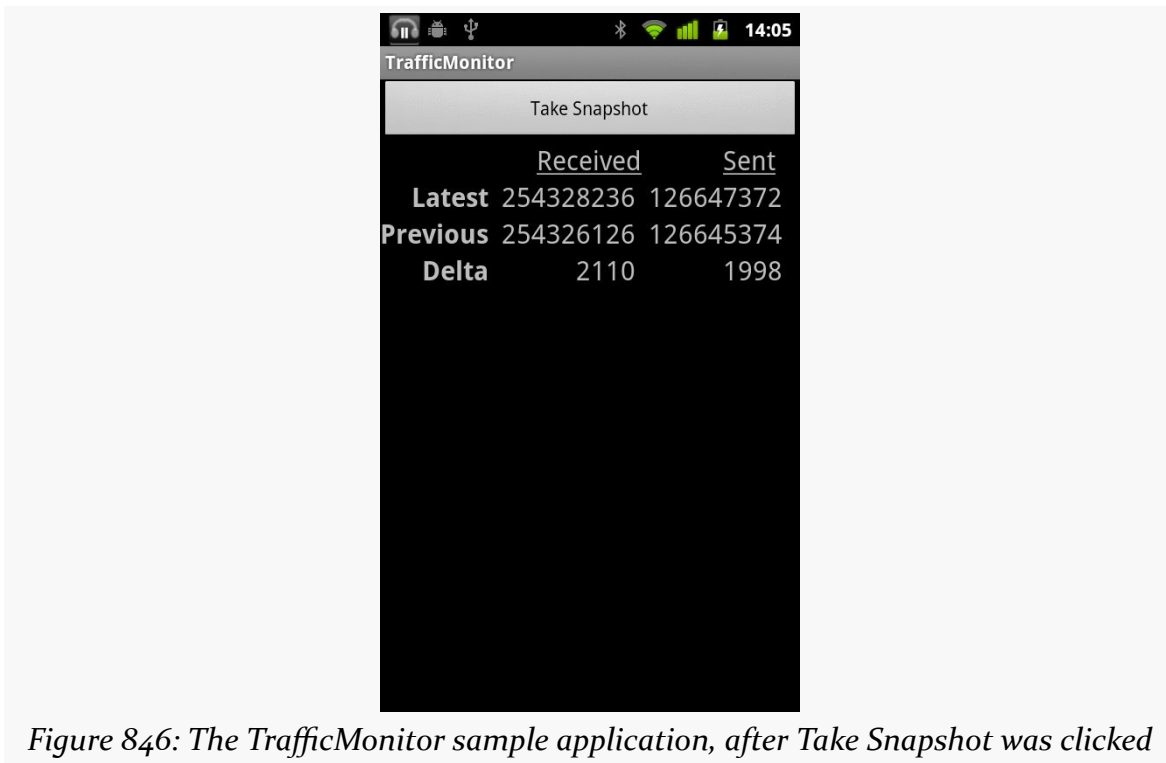 14:05
TrafficMonitor
Take Snapshot
Received Sent
Latest 254328236 126647372
Previous 254326126 126645374
Delta 2110 1998
Figure 846: The TrafficMonitor sample application, after Take Snapshot was clicked